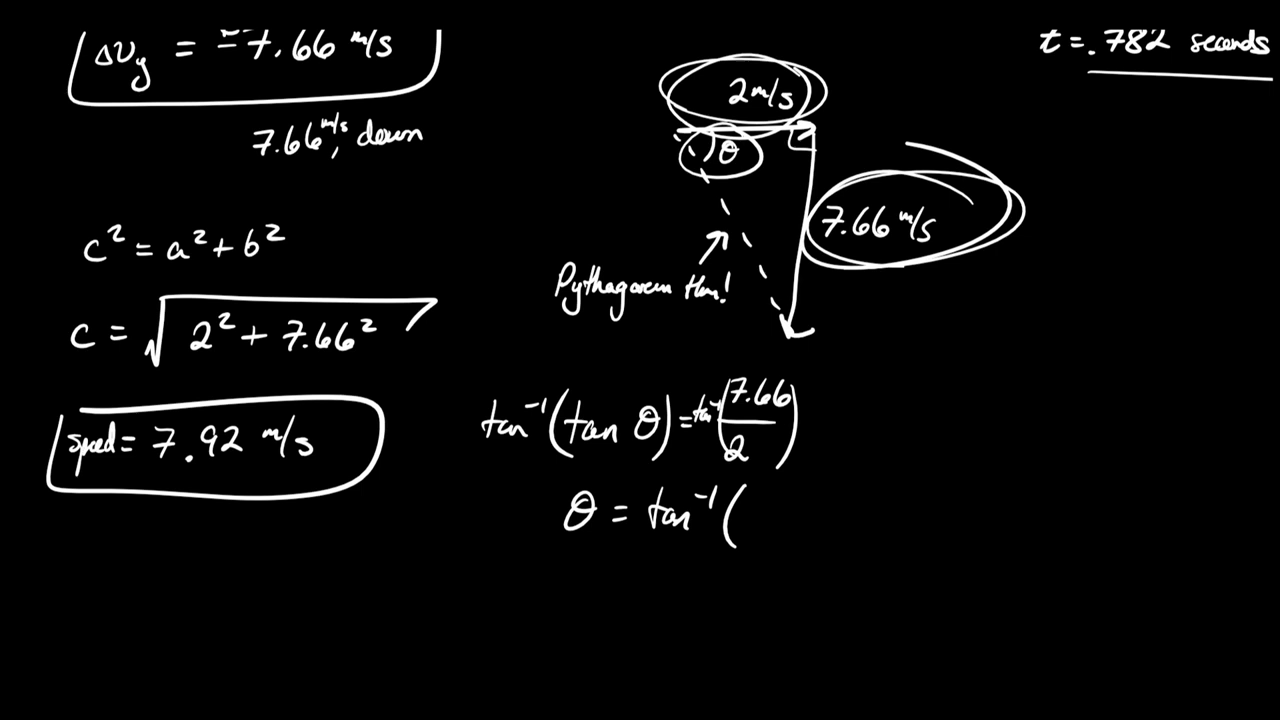 Δv_y = -7.66 m/s
7.66 m/s, down
c² = a² + b²
c = √(2² + 7.66²)
speed = 7.92 m/s
2 m/s
θ
7.66 m/s
Pythagorean thm!
tan⁻¹(tan θ) = tan⁻¹(7.66/2)
θ = tan⁻¹(
t = .782 seconds